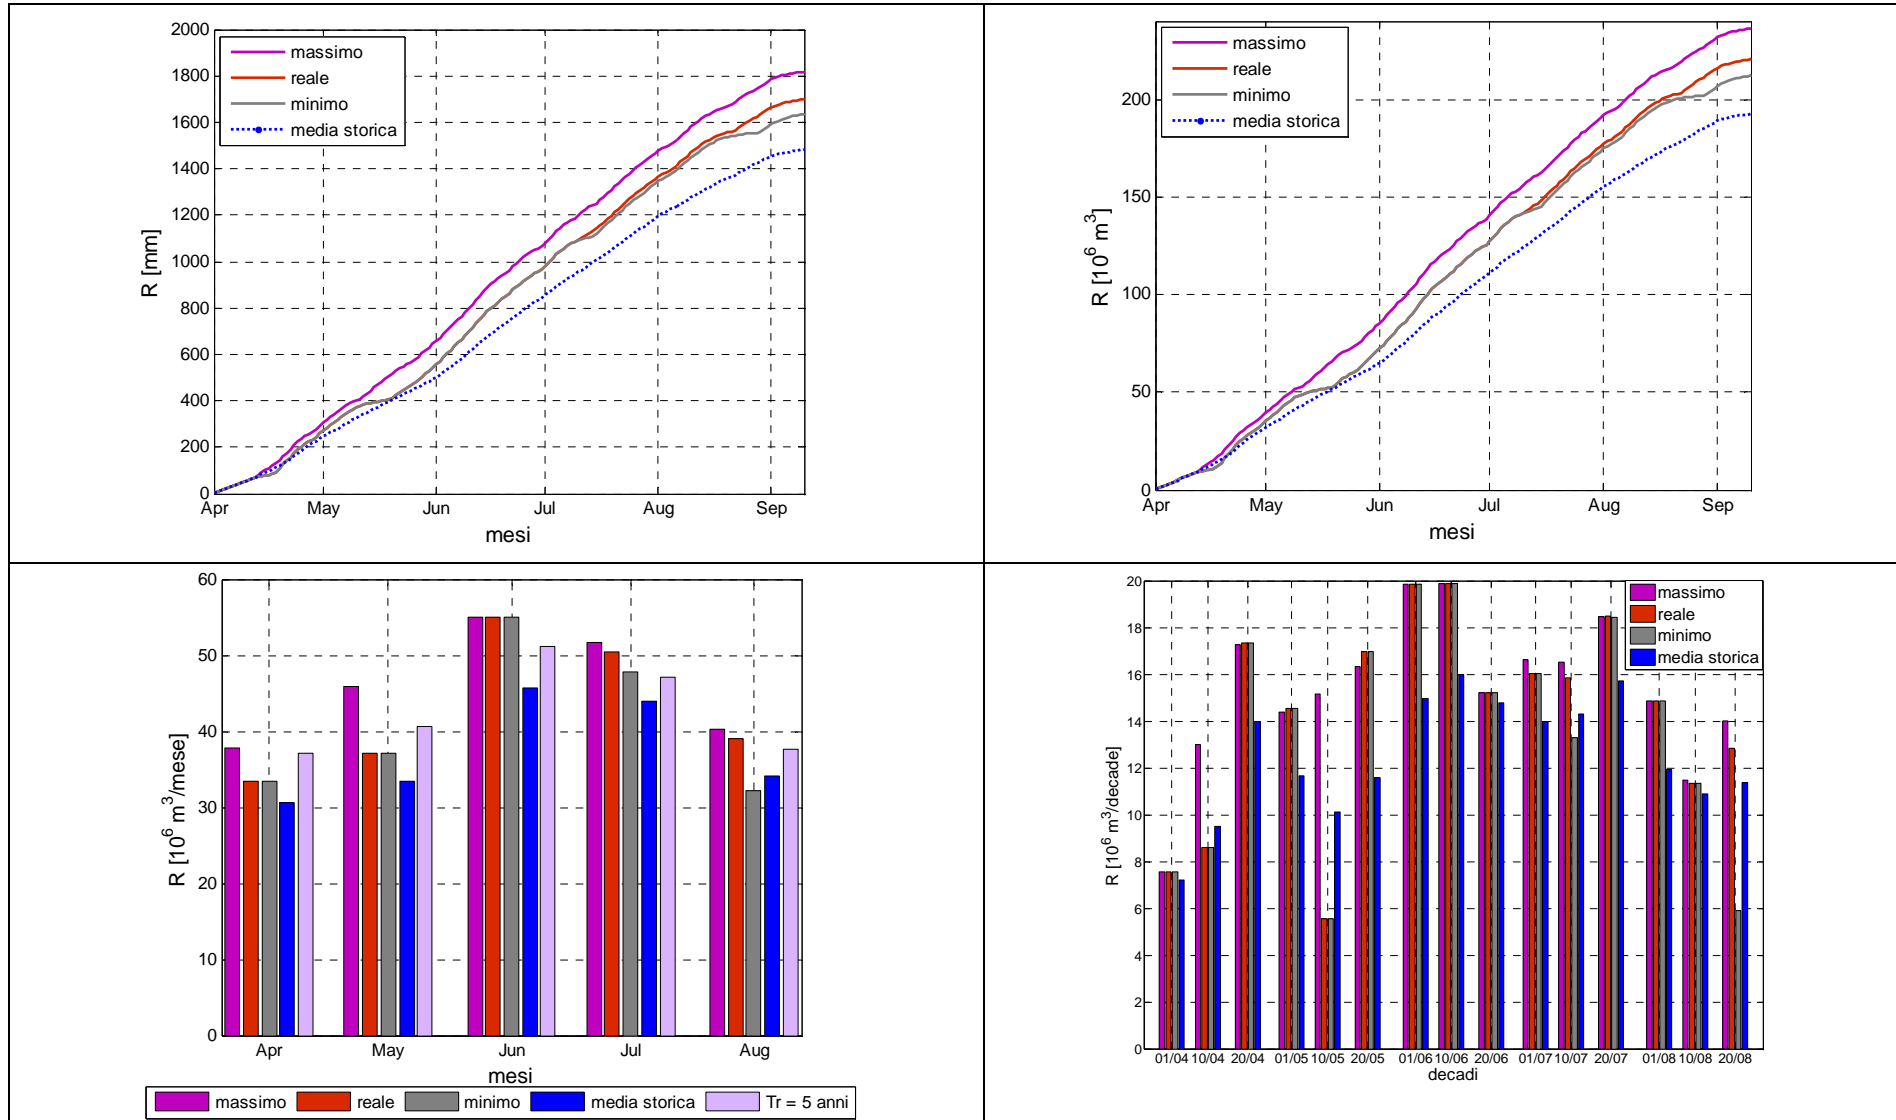 massimo
reale
minimo
media storica
R [mm]
2000
1800
1600
1400
1200
1000
800
600
400
200
0
Apr May Jun Jul Aug Sep
mesi
massimo
reale
minimo
media storica
R [10^6 m^3]
200
150
100
50
0
Apr May Jun Jul Aug Sep
mesi
R [10^6 m^3/mese]
60
50
40
30
20
10
0
Apr May Jun Jul Aug
mesi
massimo reale minimo media storica Tr = 5 anni
massimo
reale
minimo
media storica
R [10^6 m^3/decade]
20
18
16
14
12
10
8
6
4
2
0
01/04 10/04 20/04 01/05 10/05 20/05 01/06 10/06 20/06 01/07 10/07 20/07 01/08 10/08 20/08
decadi